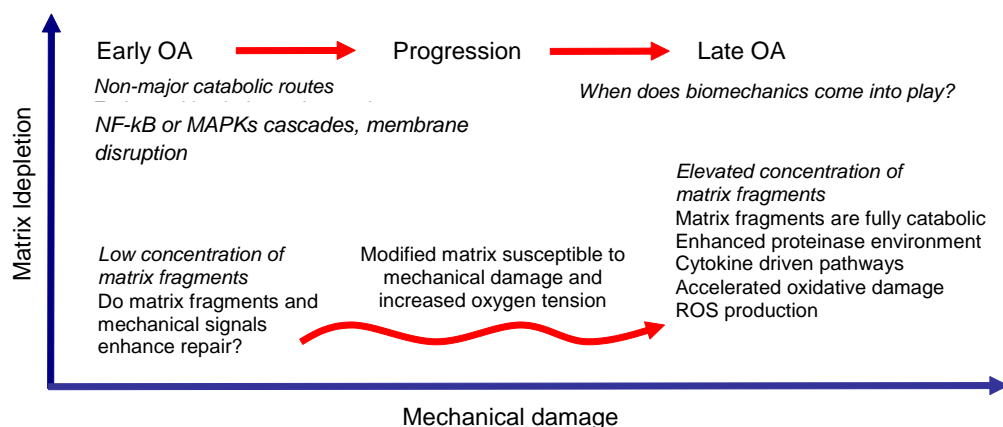 Early OA
Progression
Late OA
Non-major catabolic routes
NF-kB or MAPKs cascades, membrane
disruption
When does biomechanics come into play?
Elevated concentration of
matrix fragments
Matrix fragments are fully catabolic
Enhanced proteinase environment
Cytokine driven pathways
Accelerated oxidative damage
ROS production
Low concentration of
matrix fragments
Do matrix fragments and
mechanical signals
enhance repair?
Modified matrix susceptible to
mechanical damage and
increased oxygen tension
Matrix ldepletion
Mechanical damage